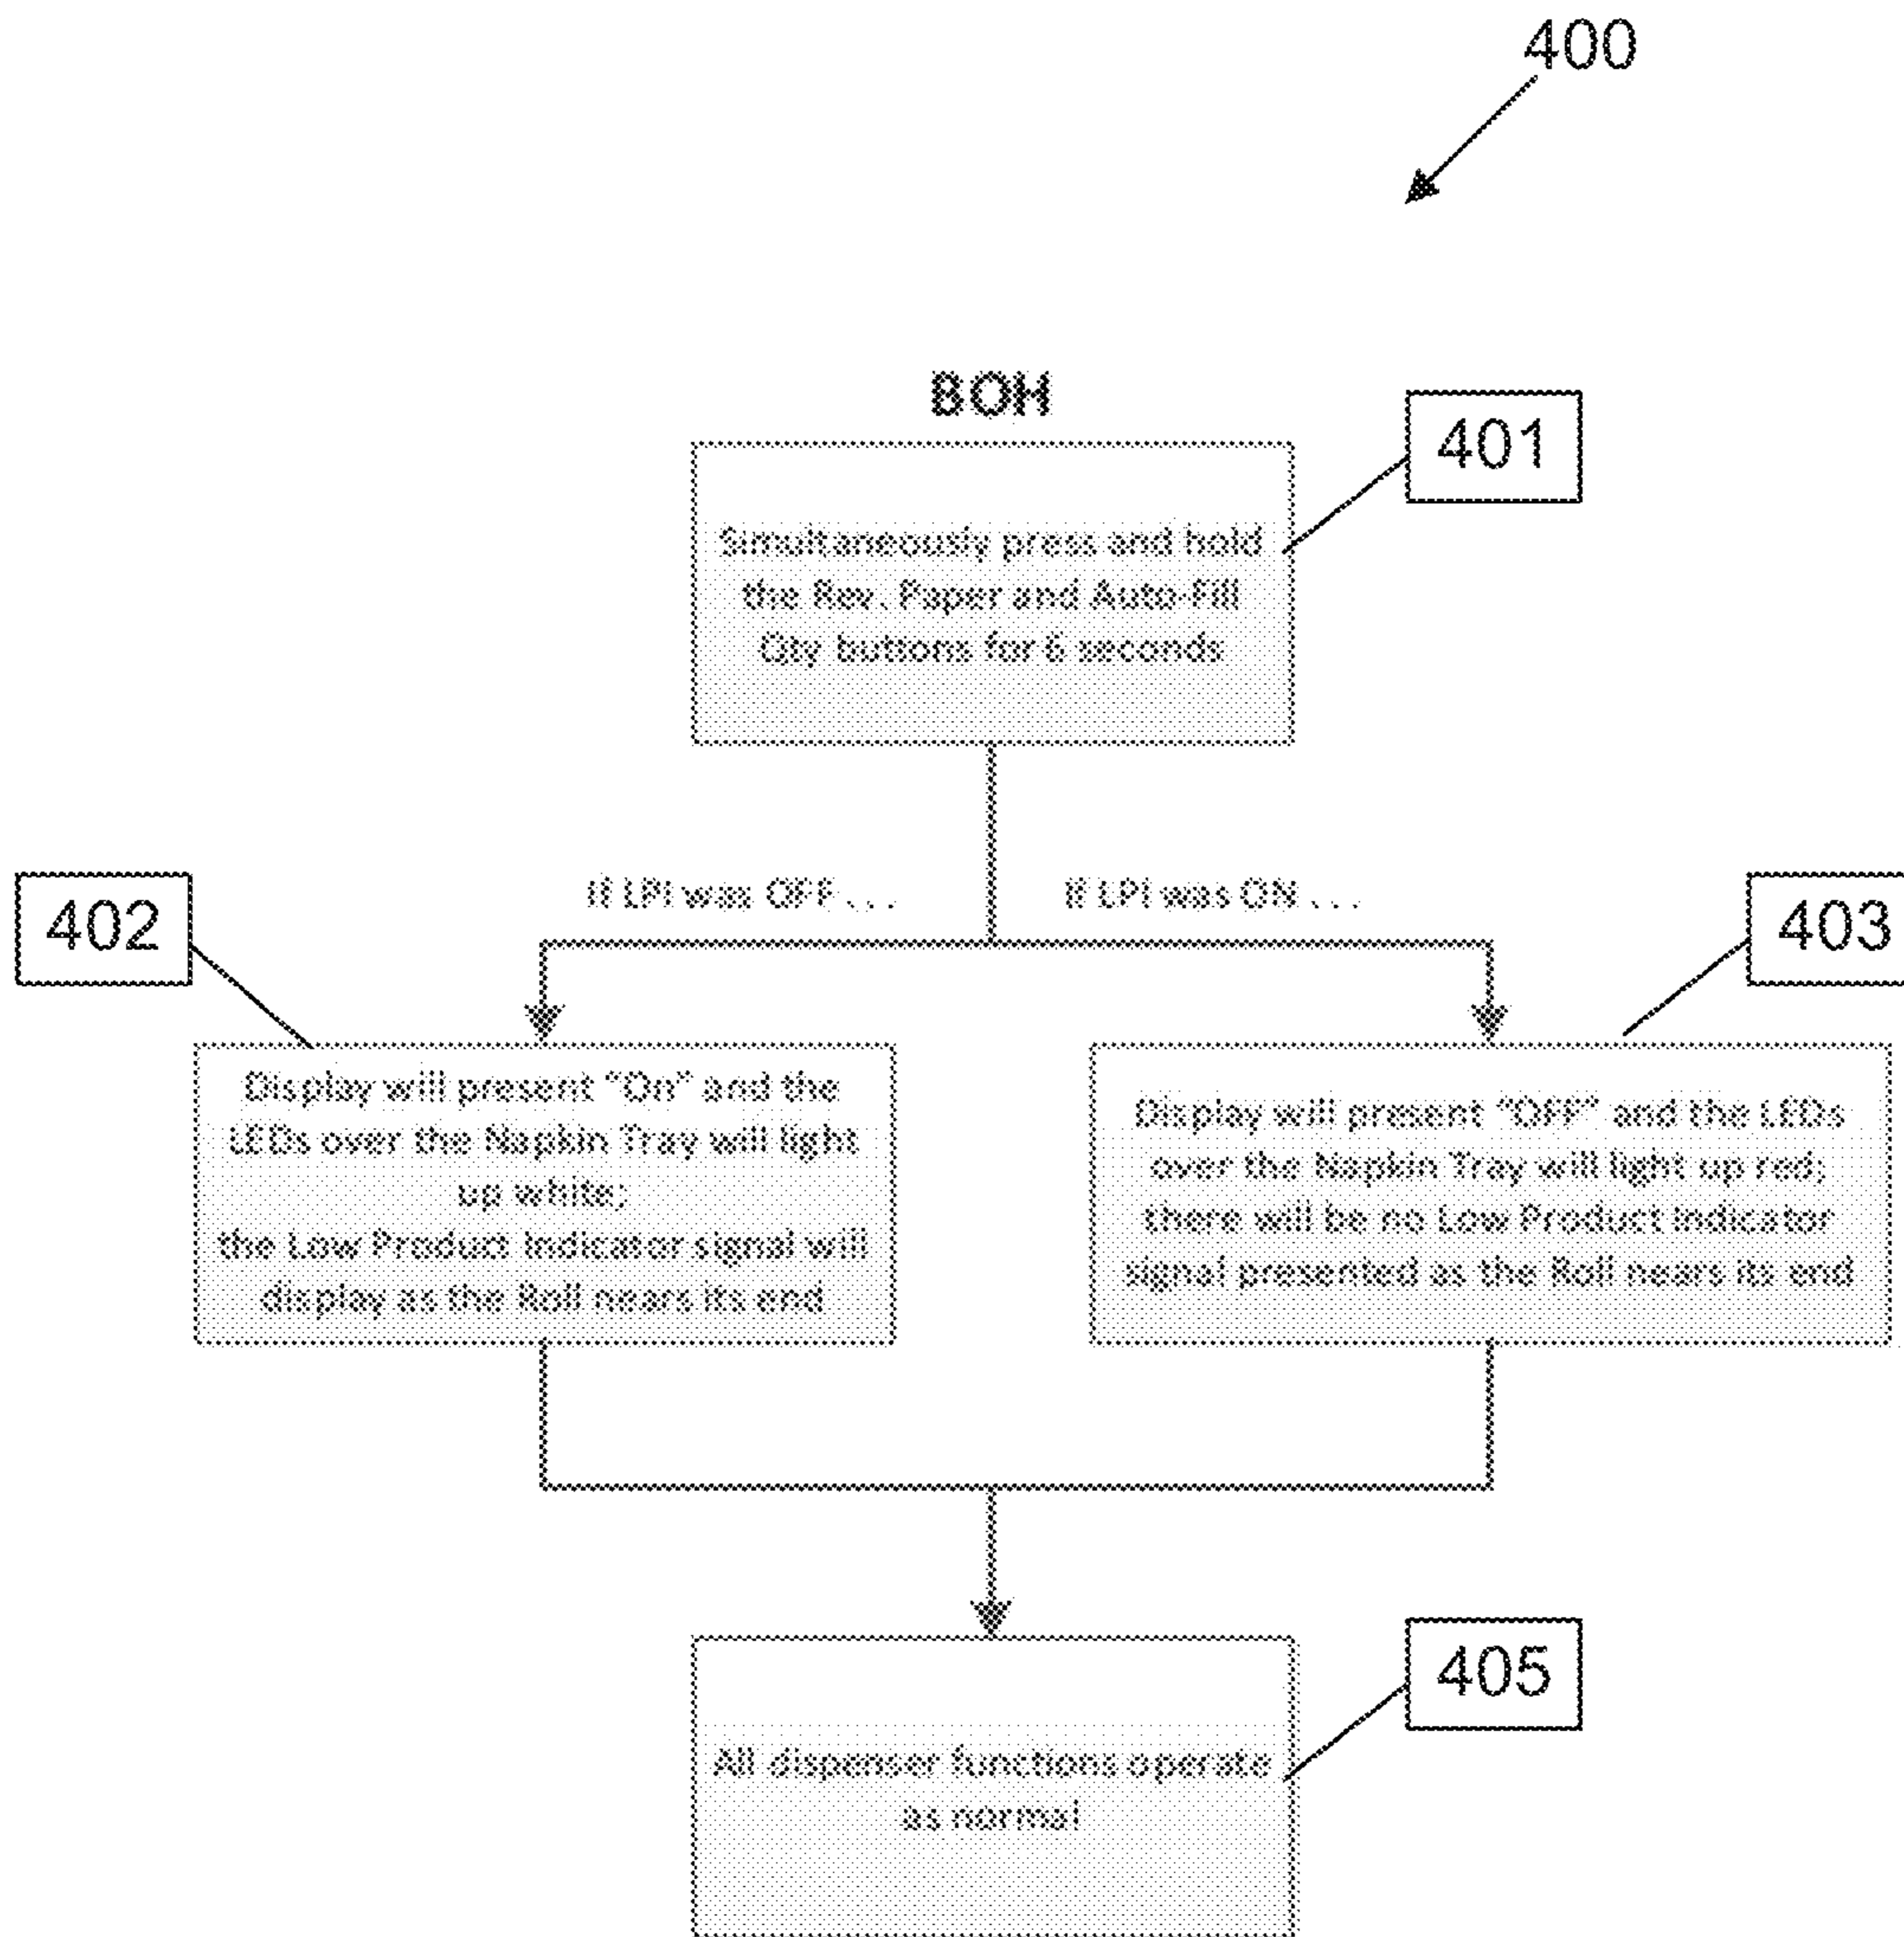 400
BOH
401
Simultaneously press and hold
the Rev. Paper and Auto-Fill
Qty buttons for 6 seconds
If LPI was OFF . . .
If LPI was ON . . .
402
403
Display will present "On" and the
LEDs over the Napkin Tray will light
up white;
the Low Product Indicator signal will
display as the Roll nears its end
Display will present "OFF" and the LEDs
over the Napkin Tray will light up red;
there will be no Low Product Indicator
signal presented as the Roll nears its end
405
All dispenser functions operate
as normal